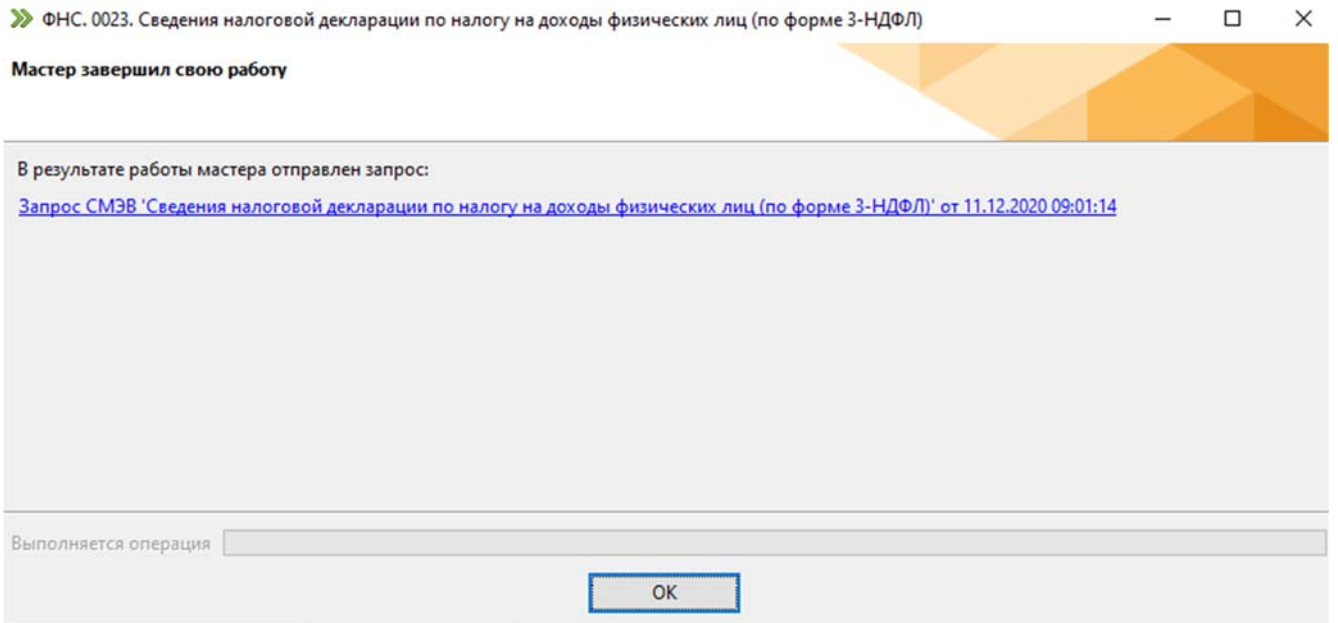 ФНС. 0023. Сведения налоговой декларации по налогу на доходы физических лиц (по форме 3-НДФЛ)
Мастер завершил свою работу
В результате работы мастера отправлен запрос:
Запрос СМЭВ 'Сведения налоговой декларации по налогу на доходы физических лиц (по форме 3-НДФЛ)' от 11.12.2020 09:01:14
Выполняется операция
ОК